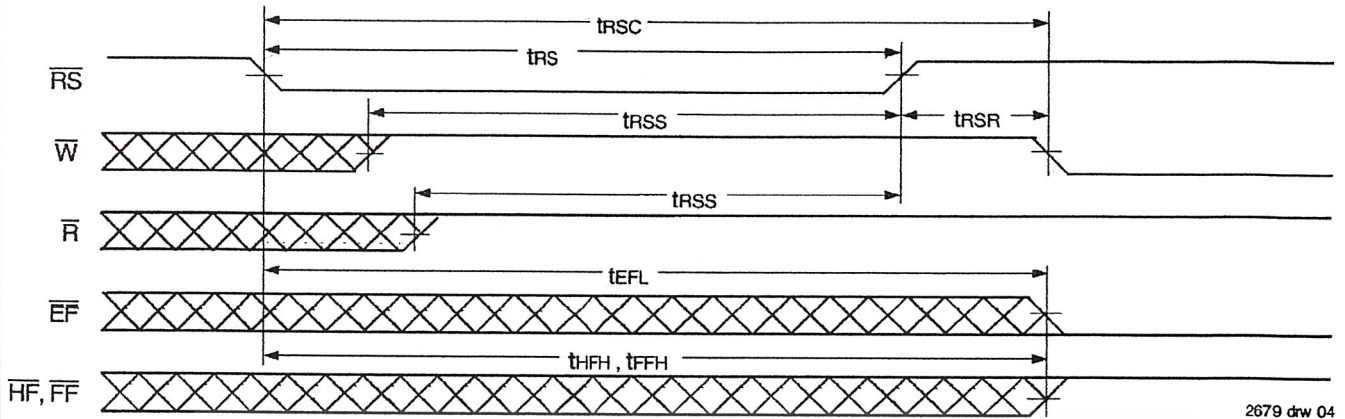 tRSC
tRS
RS
tRSS
tRSR
W
tRSS
R
tEFL
EF
tHFH , tFFH
HF, FF
2679 drw 04